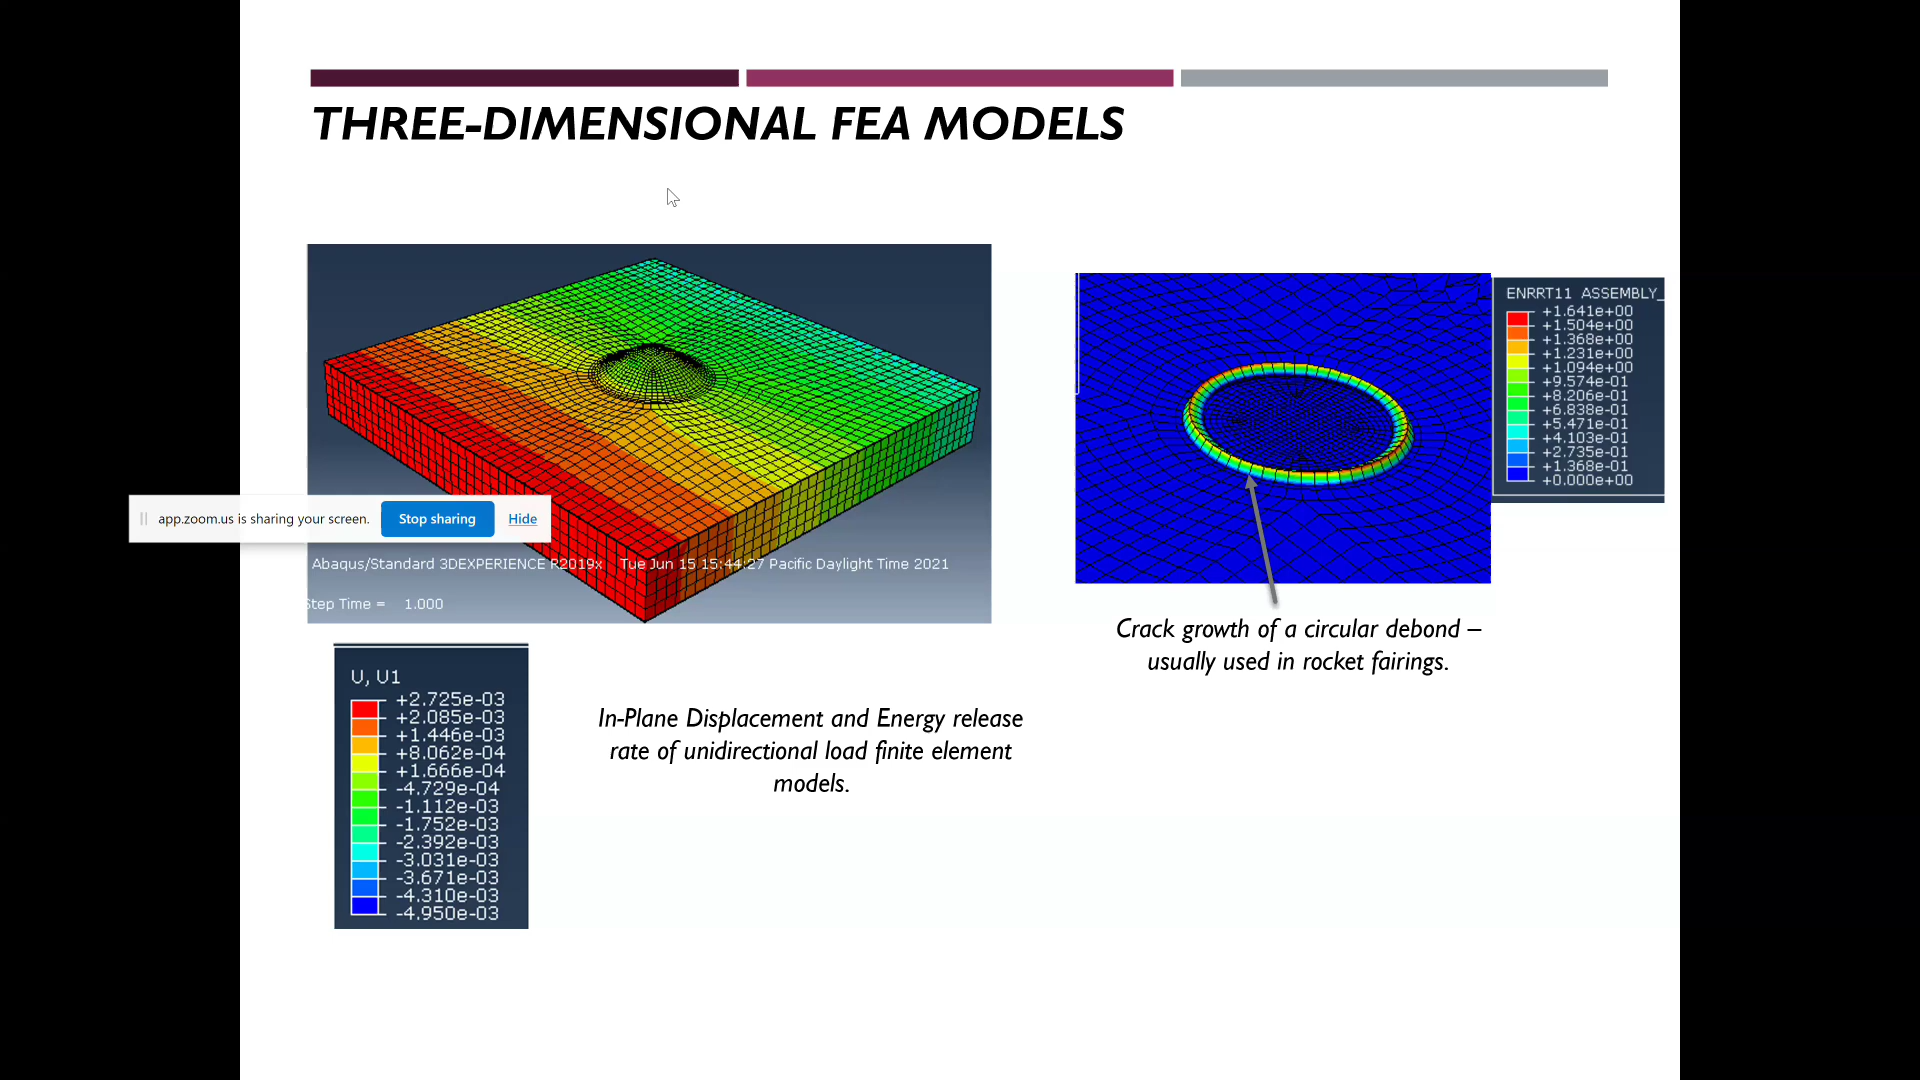 THREE-DIMENSIONAL FEA MODELS
ENRRT11 ASSEMBLY_
+1.641e+00
+1.504e+00
+1.368e+00
+1.231e+00
+1.094e+00
+9.574e-01
+8.206e-01
+6.838e-01
+5.471e-01
+4.103e-01
+2.735e-01
+1.368e-01
+0.000e+00
app.zoom.us is sharing your screen.
Stop sharing
Hide
Abaqus/Standard 3DEXPERIENCE R2019x Tue Jun 15 15:44:27 Pacific Daylight Time 2021
Step Time = 1.000
Crack growth of a circular debond –
usually used in rocket fairings.
U, U1
+2.725e-03
+2.085e-03
+1.446e-03
+8.062e-04
+1.666e-04
-4.729e-04
-1.112e-03
-1.752e-03
-2.392e-03
-3.031e-03
-3.671e-03
-4.310e-03
-4.950e-03
In-Plane Displacement and Energy release
rate of unidirectional load finite element
models.